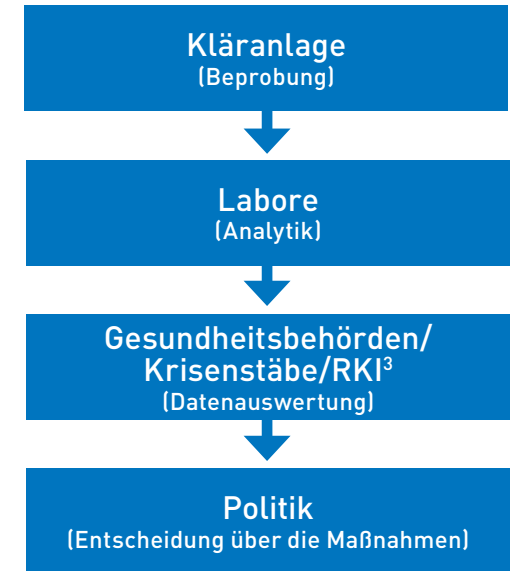 Kläranlage
(Beprobung)
Labore
(Analytik)
Gesundheitsbehörden/
Krisenstäbe/RKI³
(Datenauswertung)
Politik
(Entscheidung über die Maßnahmen)